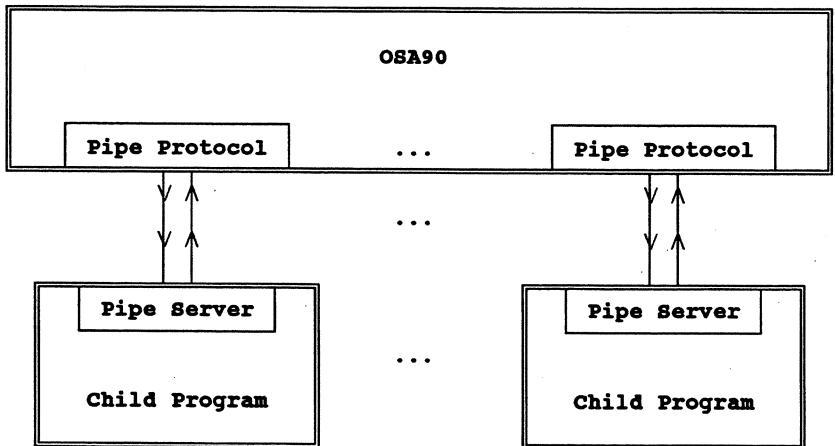 OSA90
Pipe Protocol ... Pipe Protocol
...
Pipe Server Pipe Server
...
Child Program Child Program